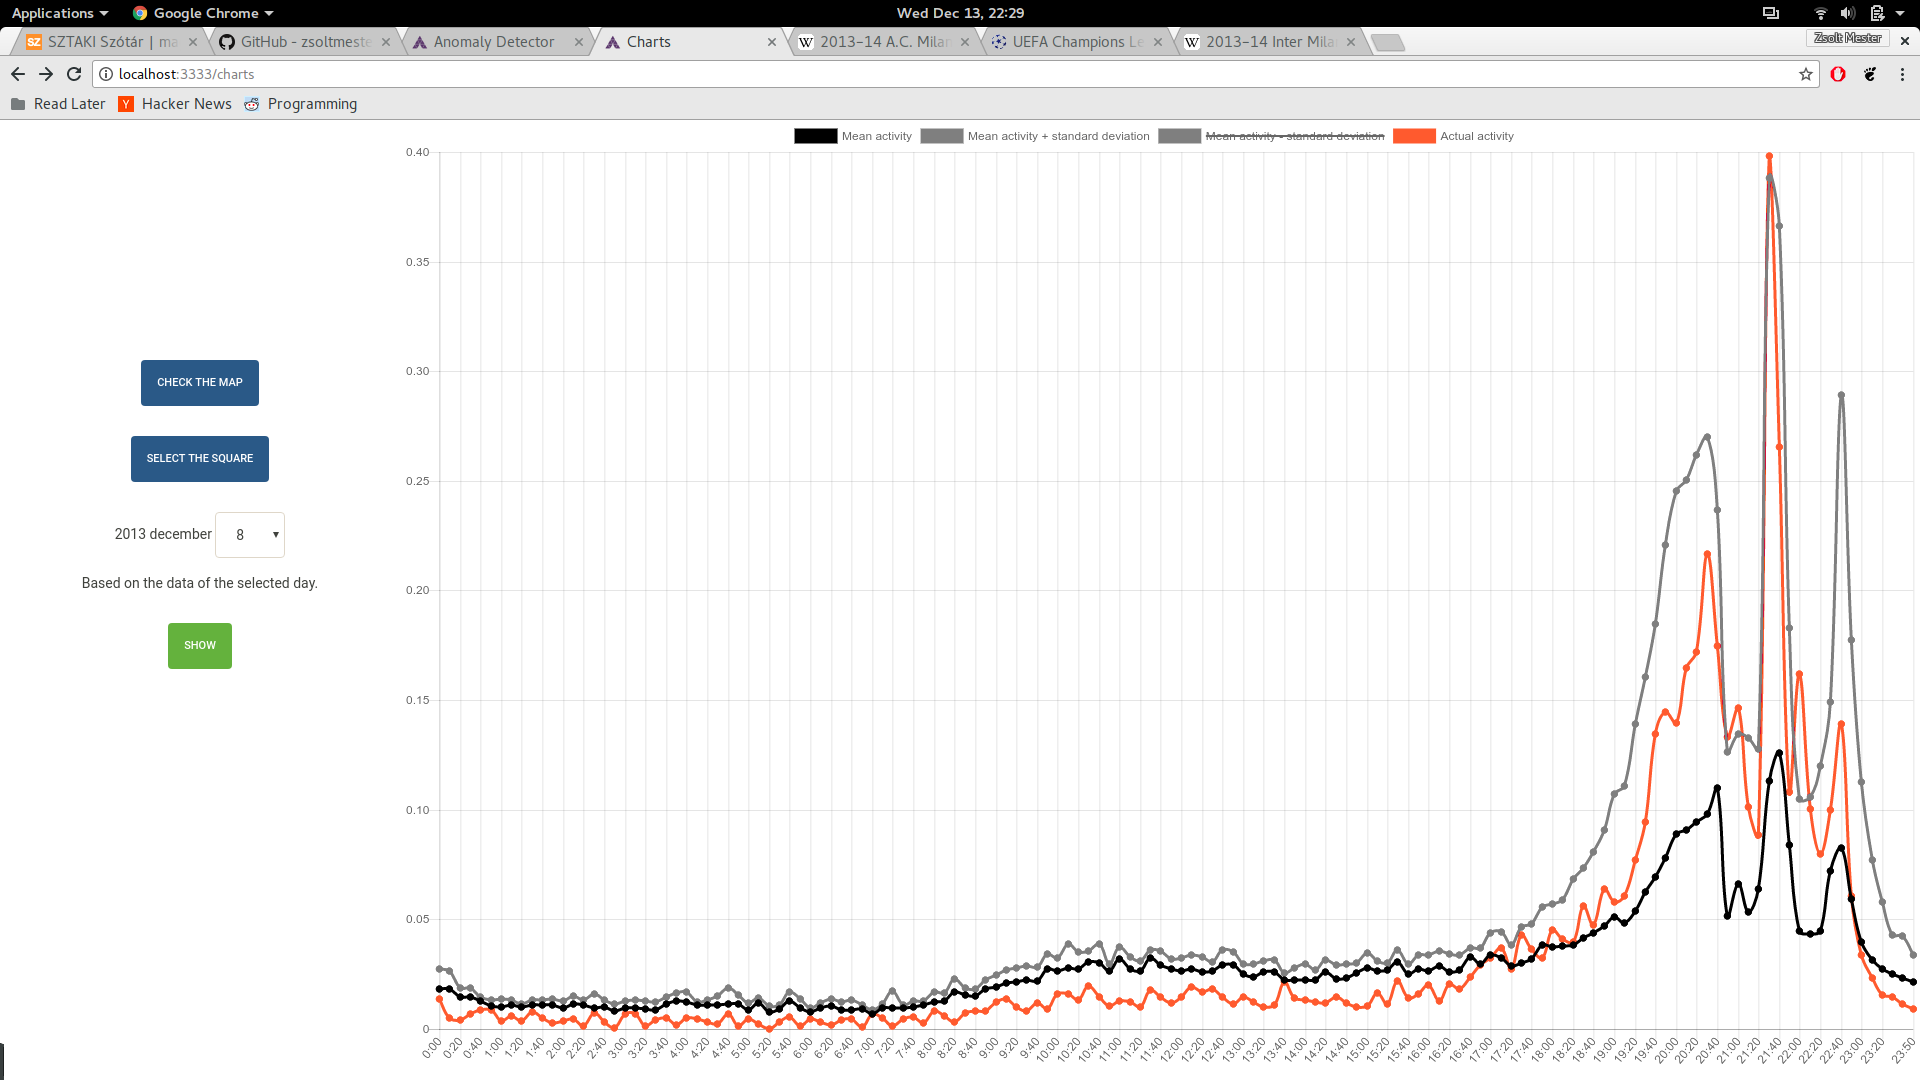 Applications Google Chrome Wed Dec 13, 22:29
SZ SZTAKI Szótár | ma GitHub - zsoltmeste Anomaly Detector Charts W 2013–14 A.C. Milan UEFA Champions Le W 2013–14 Inter Mila Zsolt Mester
localhost:3333/charts
Read Later Y Hacker News Programming
Mean activity Mean activity + standard deviation Mean activity - standard deviation Actual activity
0.40
0.35
0.30
0.25
0.20
0.15
0.10
0.05
0
CHECK THE MAP
SELECT THE SQUARE
2013 december 8
Based on the data of the selected day.
SHOW
0:00 0:20 0:40 1:00 1:20 1:40 2:00 2:20 2:40 3:00 3:20 3:40 4:00 4:20 4:40 5:00 5:20 5:40 6:00 6:20 6:40 7:00 7:20 7:40 8:00 8:20 8:40 9:00 9:20 9:40 10:00 10:20 10:40 11:00 11:20 11:40 12:00 12:20 12:40 13:00 13:20 13:40 14:00 14:20 14:40 15:00 15:20 15:40 16:00 16:20 16:40 17:00 17:20 17:40 18:00 18:20 18:40 19:00 19:20 19:40 20:00 20:20 20:40 21:00 21:20 21:40 22:00 22:20 22:40 23:00 23:20 23:50